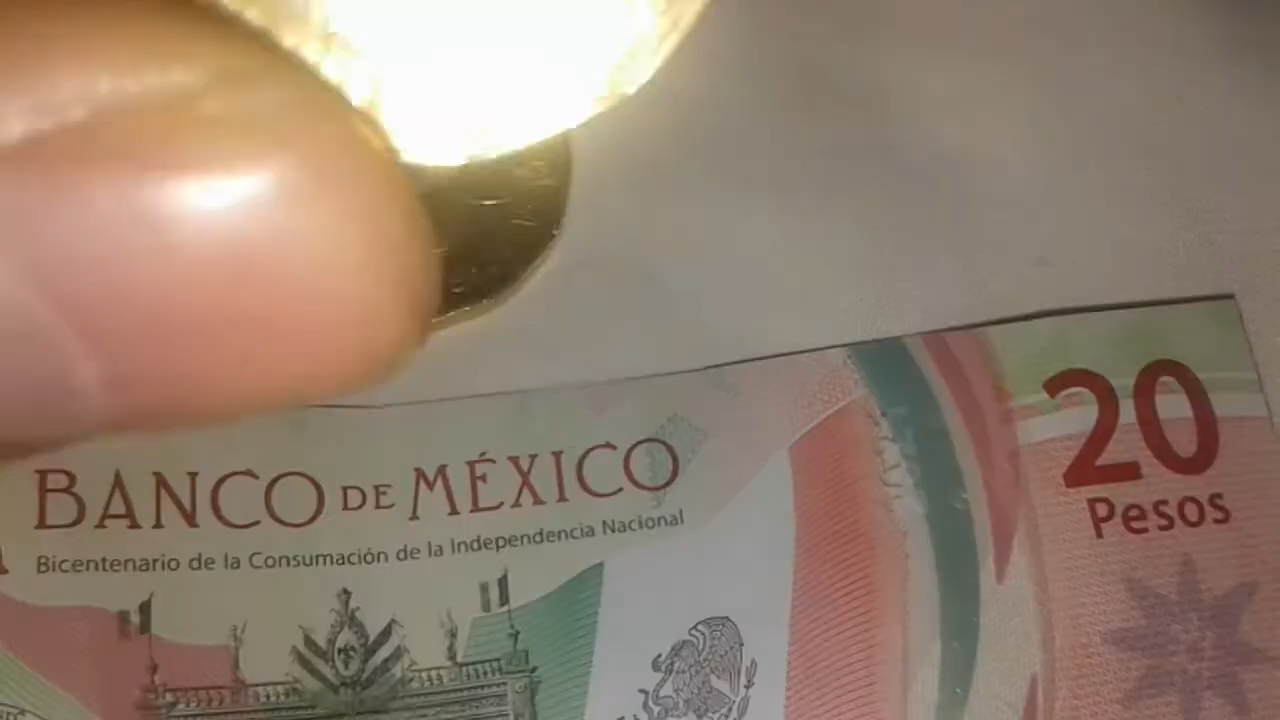 BANCO DE MÉXICO
Bicentenario de la Consumación de la Independencia Nacional
20
Pesos